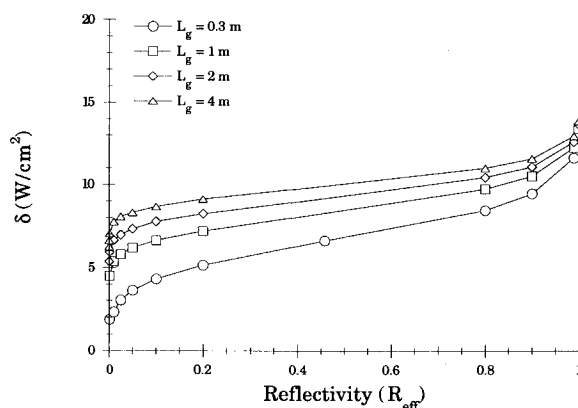 L_g = 0.3 m
L_g = 1 m
L_g = 2 m
L_g = 4 m
20
15
10
5
0
δ (W/cm²)
0 0.2 0.4 0.6 0.8 1
Reflectivity (R_eff)